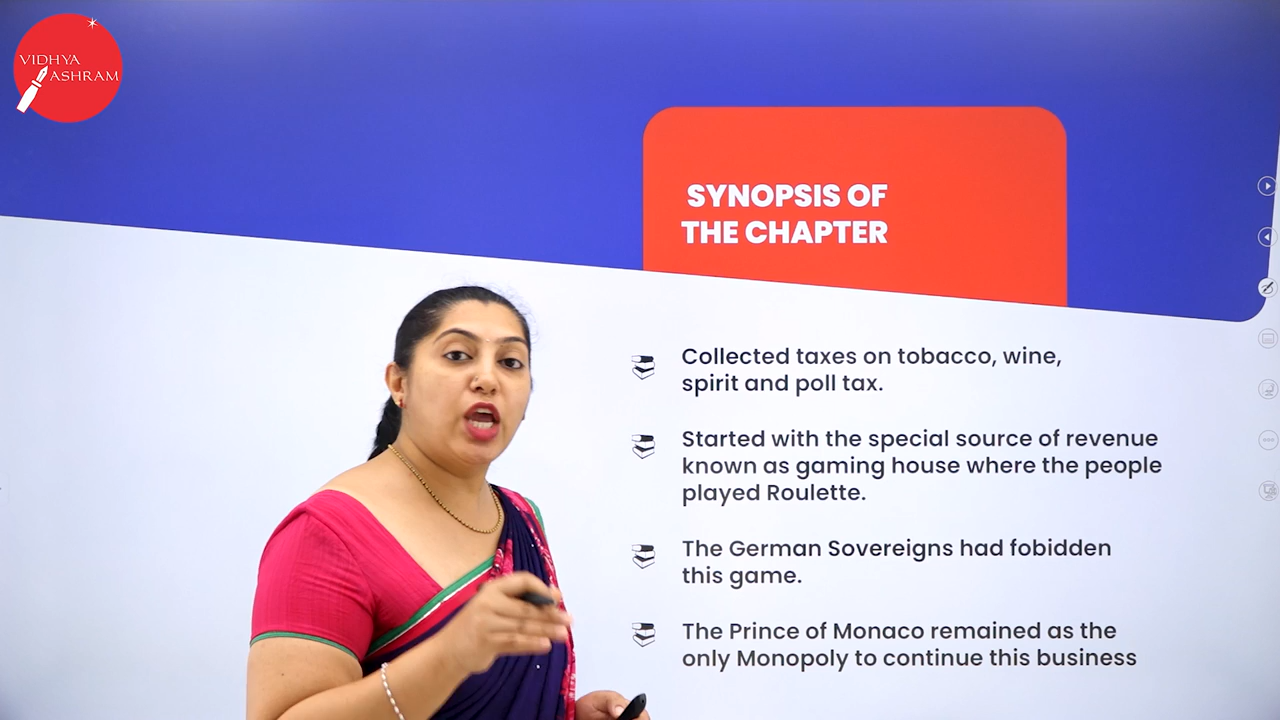 VIDHYA
ASHRAM
SYNOPSIS OF
THE CHAPTER
Collected taxes on tobacco, wine,
spirit and poll tax.
Started with the special source of revenue
known as gaming house where the people
played Roulette.
The German Sovereigns had fobidden
this game.
The Prince of Monaco remained as the
only Monopoly to continue this business